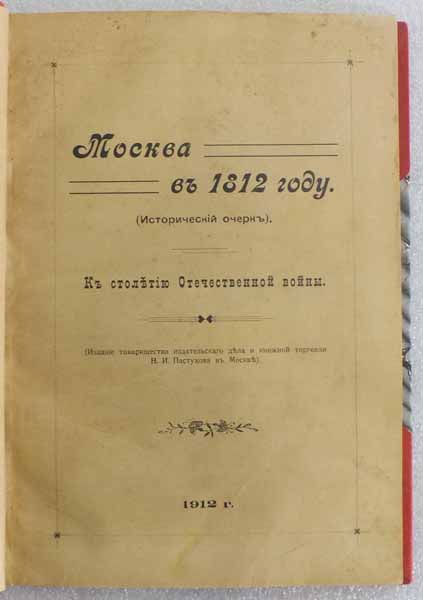 Москва
въ 1812 году.
(Историческій очеркъ).
Къ столѣтію Отечественной войны.
(Изданіе товарищества издательскаго дѣла и книжной торговли
Н. И. Пастухова въ Москвѣ).
1912 г.